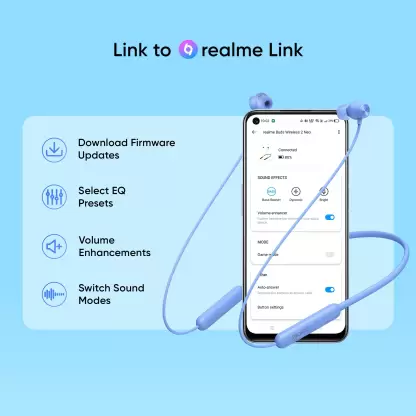 Link to realme Link
Download Firmware
Updates
Select EQ
Presets
Volume
Enhancements
Switch Sound
Modes
realme Buds Wireless 2 Neo
Connected
SOUND EFFECTS
Bass Boost+
Dynamic
Bright
Volume enhancer
MODE
Game mode
Auto-answer
Button settings